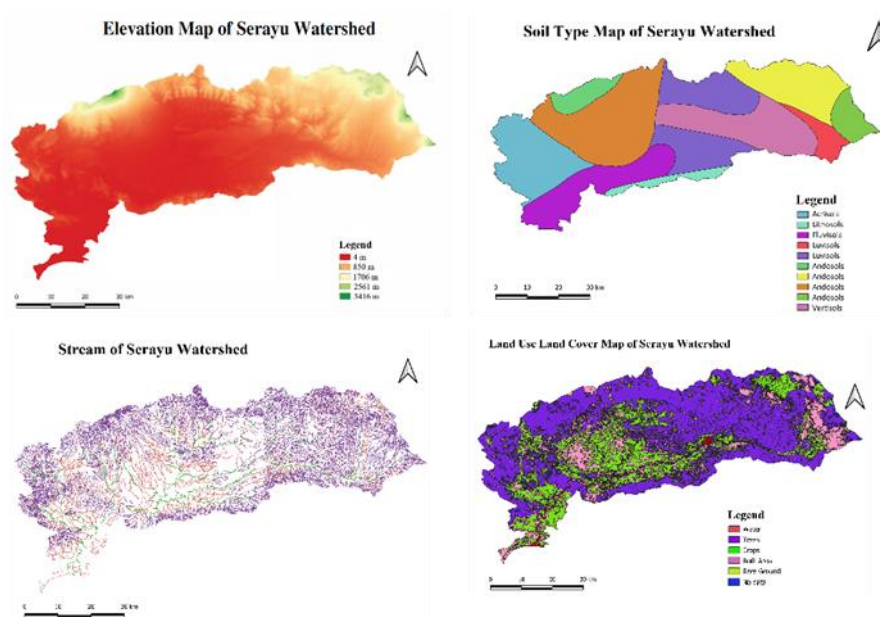 Elevation Map of Serayu Watershed
Legend
4 m
850 m
1706 m
2561 m
3416 m
0 10 20 30 km
Soil Type Map of Serayu Watershed
Legend
Acrisols
Lithosols
Fluvisols
Luvisols
Luvisols
Andosols
Andosols
Andosols
Andosols
Vertisols
0 10 20 30 km
Stream of Serayu Watershed
0 10 20 30 km
Land Use Land Cover Map of Serayu Watershed
Legend
Water
Trees
Crops
Built Area
Bare Ground
0 10 20 30 km